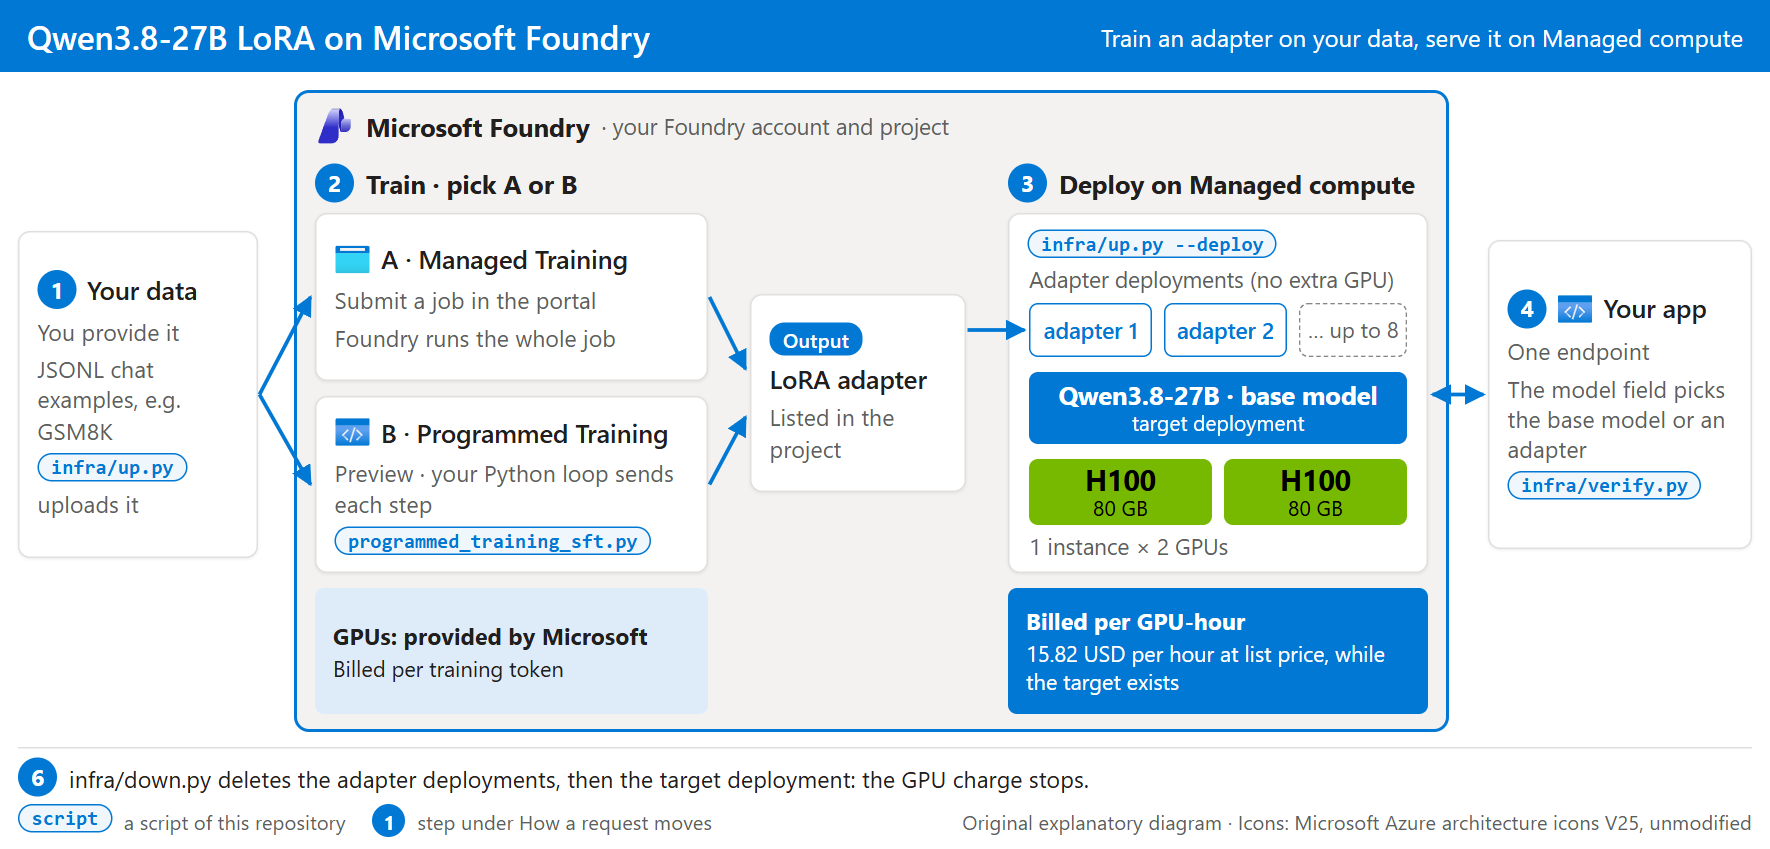 Qwen3.8-27B LoRA on Microsoft Foundry
Train an adapter on your data, serve it on Managed compute
Microsoft Foundry · your Foundry account and project
1 Your data
You provide it
JSONL chat
examples, e.g.
GSM8K
infra/up.py
uploads it
2 Train · pick A or B
A · Managed Training
Submit a job in the portal
Foundry runs the whole job
B · Programmed Training
Preview · your Python loop sends
each step
programmed_training_sft.py
GPUs: provided by Microsoft
Billed per training token
Output
LoRA adapter
Listed in the
project
3 Deploy on Managed compute
infra/up.py --deploy
Adapter deployments (no extra GPU)
adapter 1
adapter 2
... up to 8
Qwen3.8-27B · base model
target deployment
H100
80 GB
H100
80 GB
1 instance × 2 GPUs
Billed per GPU-hour
15.82 USD per hour at list price, while
the target exists
4 Your app
One endpoint
The model field picks
the base model or an
adapter
infra/verify.py
6 infra/down.py deletes the adapter deployments, then the target deployment: the GPU charge stops.
script a script of this repository
1 step under How a request moves
Original explanatory diagram · Icons: Microsoft Azure architecture icons V25, unmodified